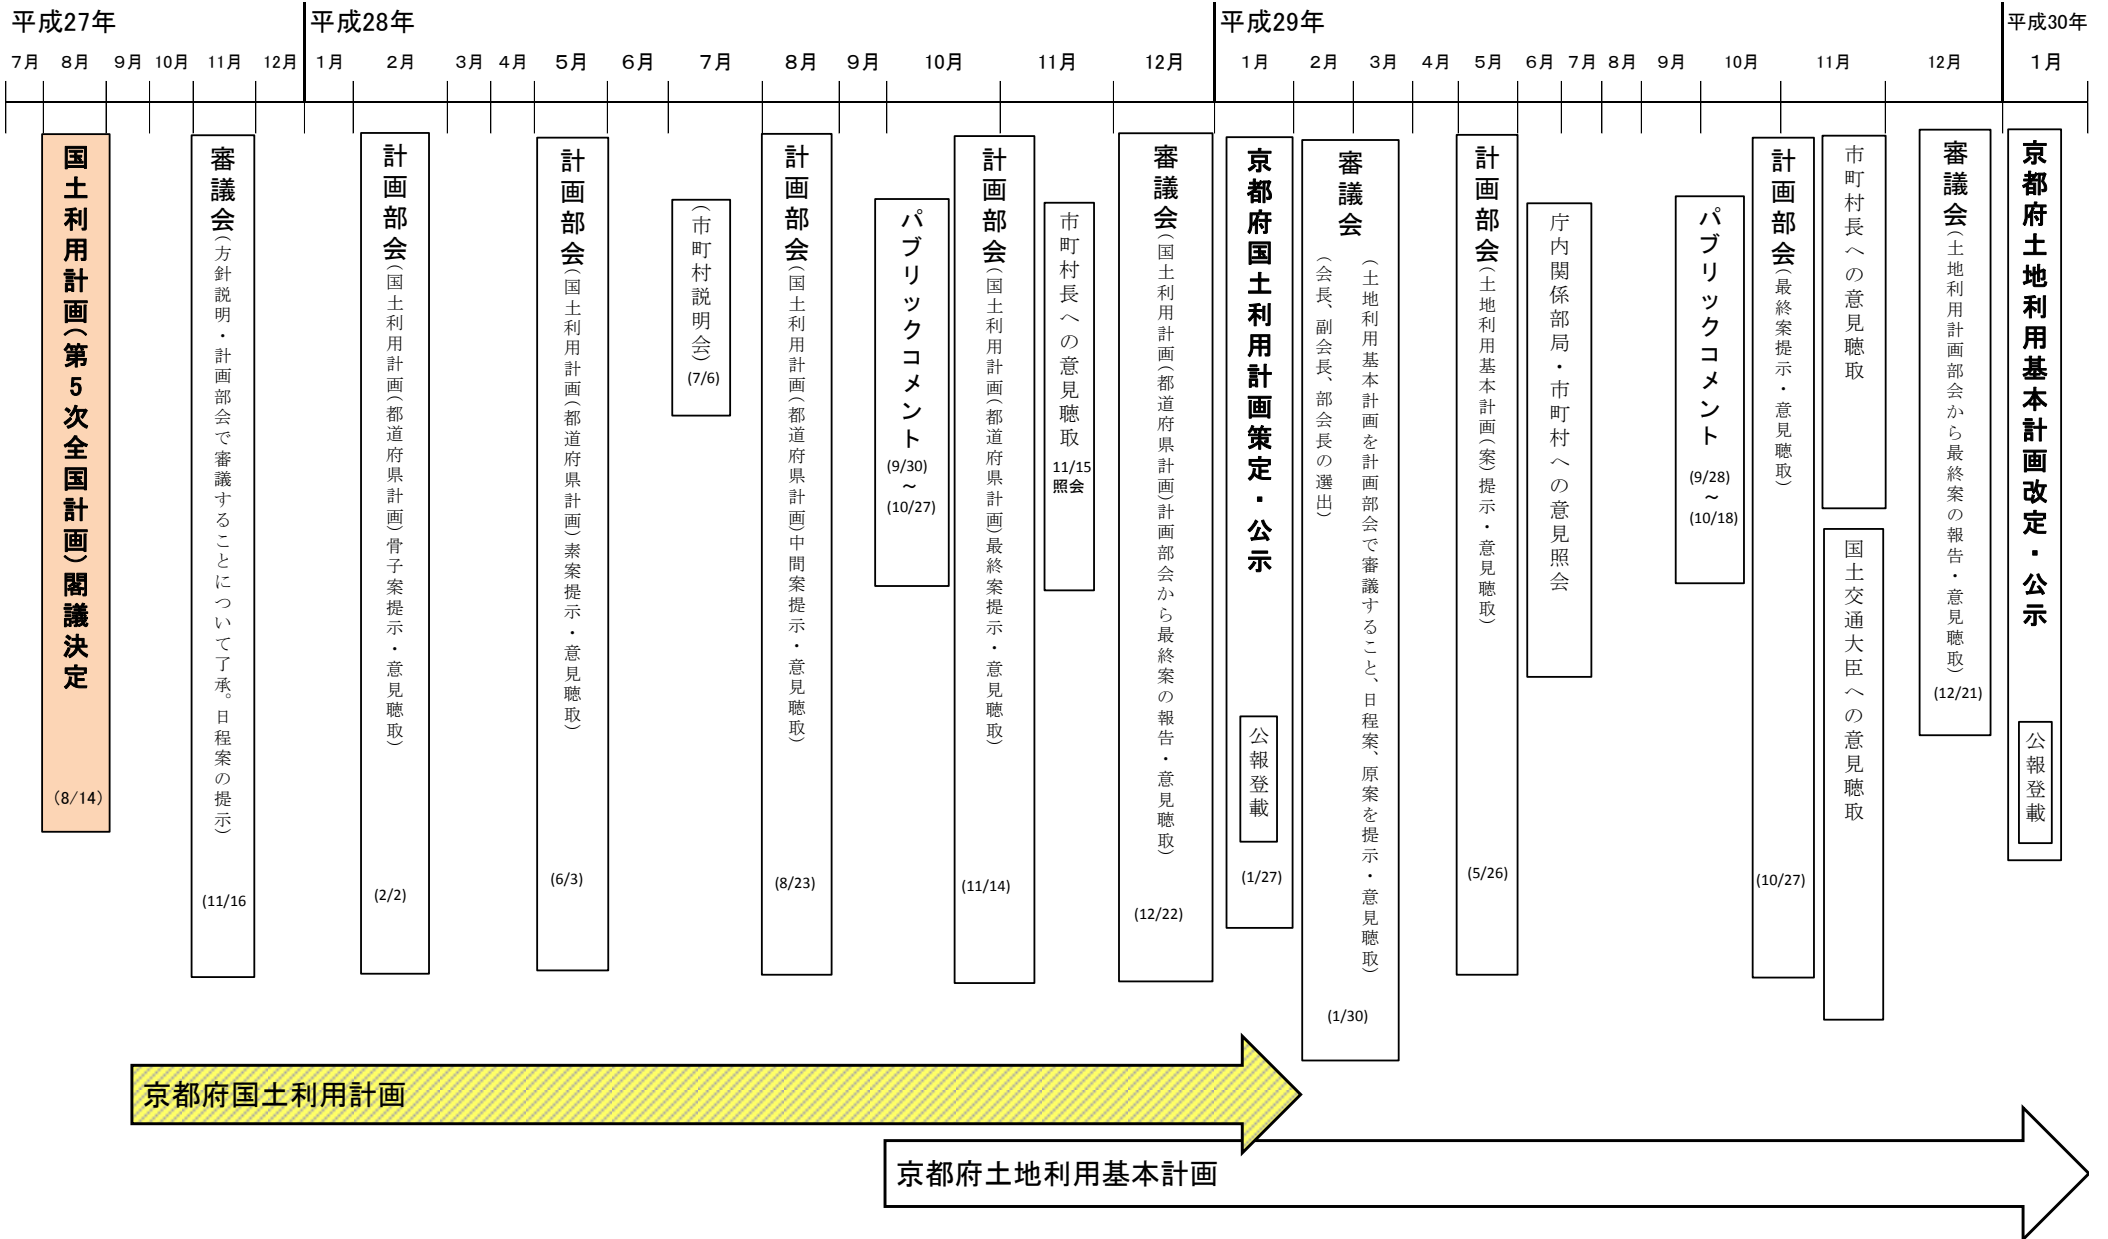 平成27年
平成28年
平成29年
平成30年
7月 8月 9月 10月 11月 12月 1月 2月 3月 4月 5月 6月 7月 8月 9月 10月 11月 12月 1月 2月 3月 4月 5月 6月 7月 8月 9月 10月 11月 12月 1月
国土利用計画(第5次全国計画)閣議決定
(8/14)
審議会(方針説明・計画部会で審議することについて了承。日程案の提示)
(11/16
計画部会(国土利用計画(都道府県計画)骨子案提示・意見聴取)
(2/2)
計画部会(国土利用計画(都道府県計画)素案提示・意見聴取)
(6/3)
(市町村説明会)
(7/6)
計画部会(国土利用計画(都道府県計画)中間案提示・意見聴取)
(8/23)
パブリックコメント
(9/30)
～
(10/27)
計画部会(国土利用計画(都道府県計画)最終案提示・意見聴取)
(11/14)
市町村長への意見聴取
11/15
照会
審議会(国土利用計画(都道府県計画)計画部会から最終案の報告・意見聴取)
(12/22)
京都府国土利用計画策定・公示
公報登載
(1/27)
審議会
(土地利用基本計画を計画部会で審議すること、日程案、原案を提示・意見聴取)
(会長、副会長、部会長の選出)
(1/30)
計画部会(土地利用基本計画(案)提示・意見聴取)
(5/26)
庁内関係部局・市町村への意見照会
パブリックコメント
(9/28)
～
(10/18)
計画部会(最終案提示・意見聴取)
(10/27)
市町村長への意見聴取
国土交通大臣への意見聴取
審議会(土地利用計画部会から最終案の報告・意見聴取)
(12/21)
京都府土地利用基本計画改定・公示
公報登載
京都府国土利用計画
京都府土地利用基本計画